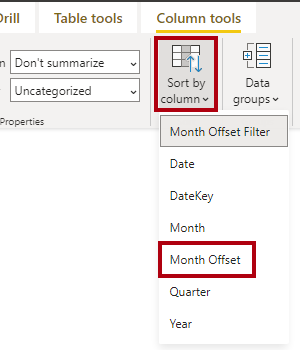 Drill Table tools Column tools
Don't summarize
Uncategorized
Sort by column
Data groups
Properties
Month Offset Filter
Date
DateKey
Month
Month Offset
Quarter
Year